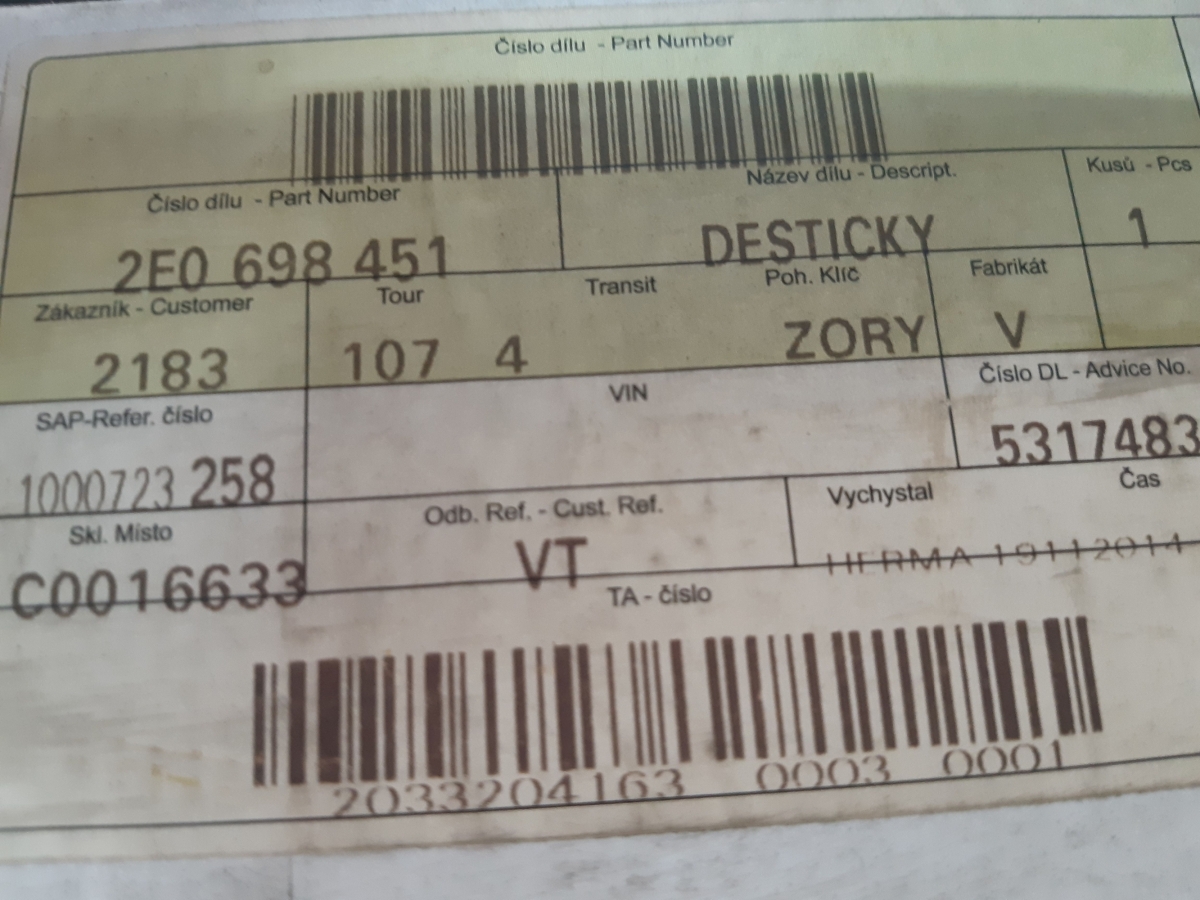 Číslo dílu - Part Number
Číslo dílu - Part Number
Název dílu - Descript.
Kusů - Pcs
2E0 698 451
DESTICKY
1
Zákazník - Customer
Tour
Transit
Poh. Klíč
Fabrikát
2183
107 4
ZORY
V
SAP-Refer. číslo
VIN
Číslo DL - Advice No.
1000723 258
5317483
Skl. Místo
Odb. Ref. - Cust. Ref.
Vychystal
Čas
C0016633
VT
HERMA 19112014
TA - číslo
2033204163 0003 0001